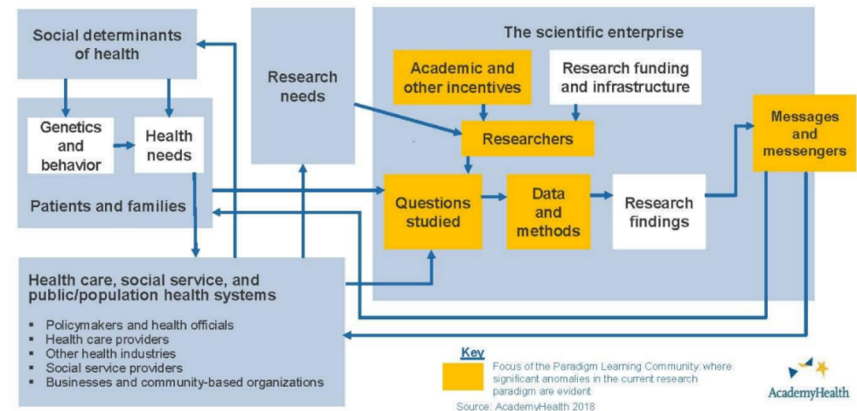 Social determinants
of health
Genetics
and
behavior
Health
needs
Patients and families
Research
needs
The scientific enterprise
Academic and
other incentives
Research funding
and infrastructure
Researchers
Questions
studied
Data
and
methods
Research
findings
Messages
and
messengers
Health care, social service, and
public/population health systems
▪ Policymakers and health officials
▪ Health care providers
▪ Other health industries
▪ Social service providers
▪ Businesses and community-based organizations
Key
Focus of the Paradigm Learning Community: where
significant anomalies in the current research
paradigm are evident
Source: AcademyHealth 2018
AcademyHealth